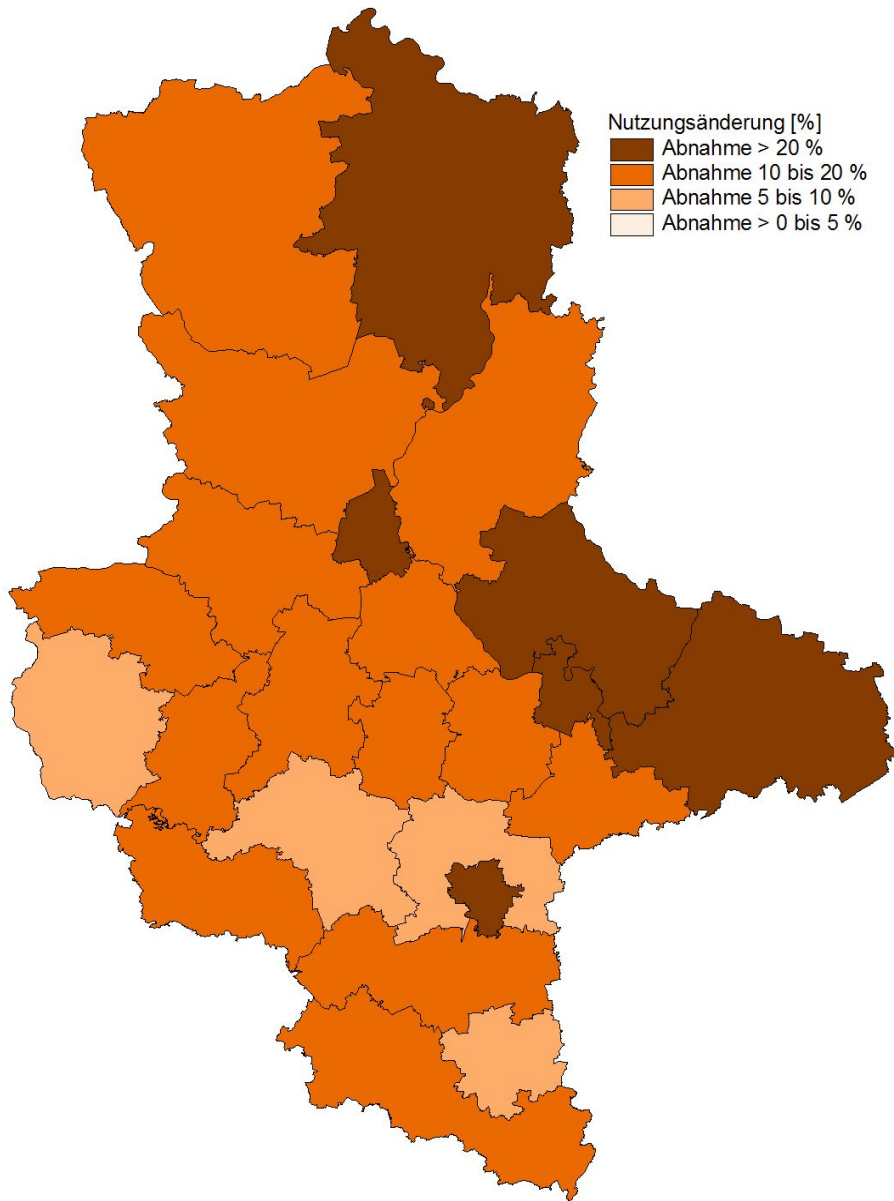 Nutzungsänderung [%]
Abnahme > 20 %
Abnahme 10 bis 20 %
Abnahme 5 bis 10 %
Abnahme > 0 bis 5 %